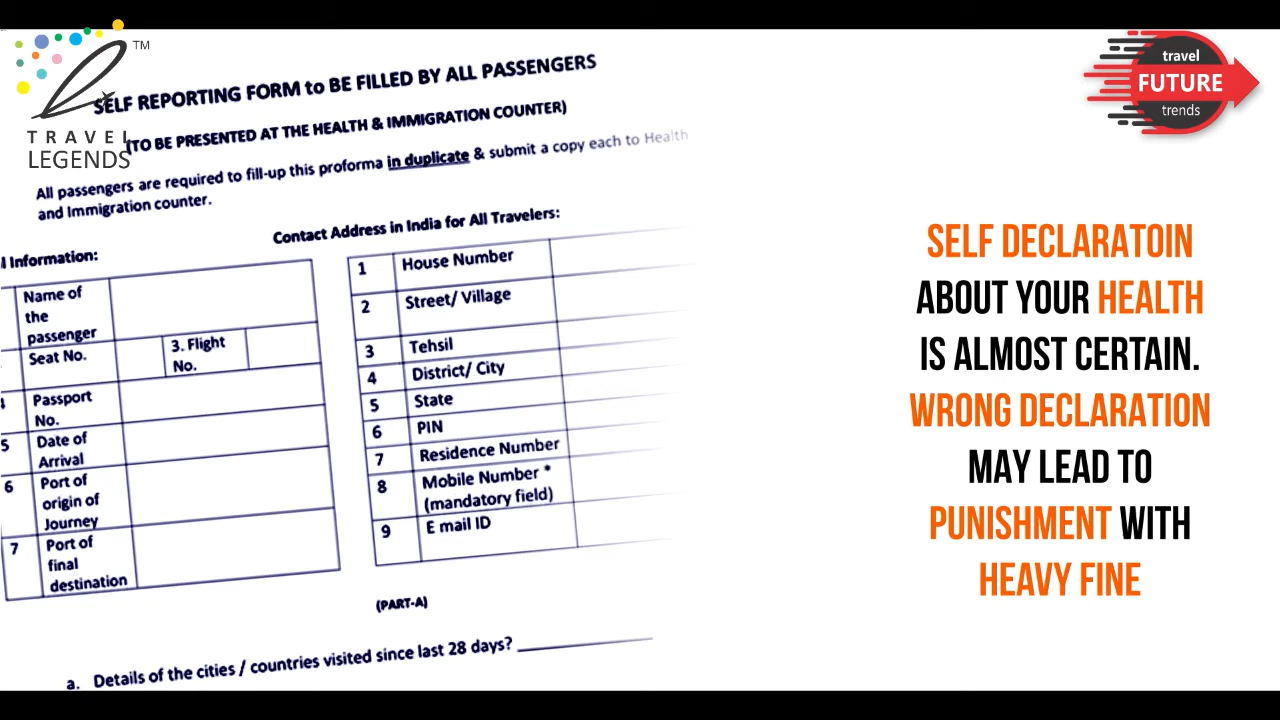 TM
TRAVEL
LEGENDS
travel
FUTURE
trends
SELF REPORTING FORM to BE FILLED BY ALL PASSENGERS
(TO BE PRESENTED AT THE HEALTH & IMMIGRATION COUNTER)
All passengers are required to fill-up this proforma in duplicate & submit a copy each to Health
and Immigration counter.
l Information:
Name of
the
passenger
Seat No.
3. Flight
No.
4
Passport
No.
5
Date of
Arrival
6
Port of
origin of
Journey
7
Port of
final
destination
Contact Address in India for All Travelers:
1 House Number
2 Street/ Village
3 Tehsil
4 District/ City
5 State
6 PIN
7 Residence Number
8 Mobile Number *
(mandatory field)
9 E mail ID
(PART-A)
a. Details of the cities / countries visited since last 28 days? ____________
SELF DECLARATOIN
ABOUT YOUR HEALTH
IS ALMOST CERTAIN.
WRONG DECLARATION
MAY LEAD TO
PUNISHMENT WITH
HEAVY FINE